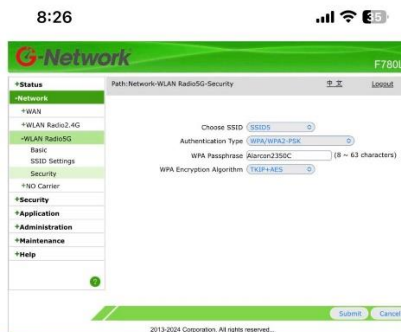 8:26
35
G-Network
F780L
+Status
Path:Network-WLAN Radio5G-Security
中 文
Logout
-Network
+WAN
+WLAN Radio2.4G
-WLAN Radio5G
Basic
SSID Settings
Security
+NO Carrier
+Security
+Application
+Administration
+Maintenance
+Help
Choose SSID SSID5
Authentication Type WPA/WPA2-PSK
WPA Passphrase Alarcon2350C (8 ~ 63 characters)
WPA Encryption Algorithm TKIP+AES
?
Submit Cancel
2013-2024 Corporation. All rights reserved...